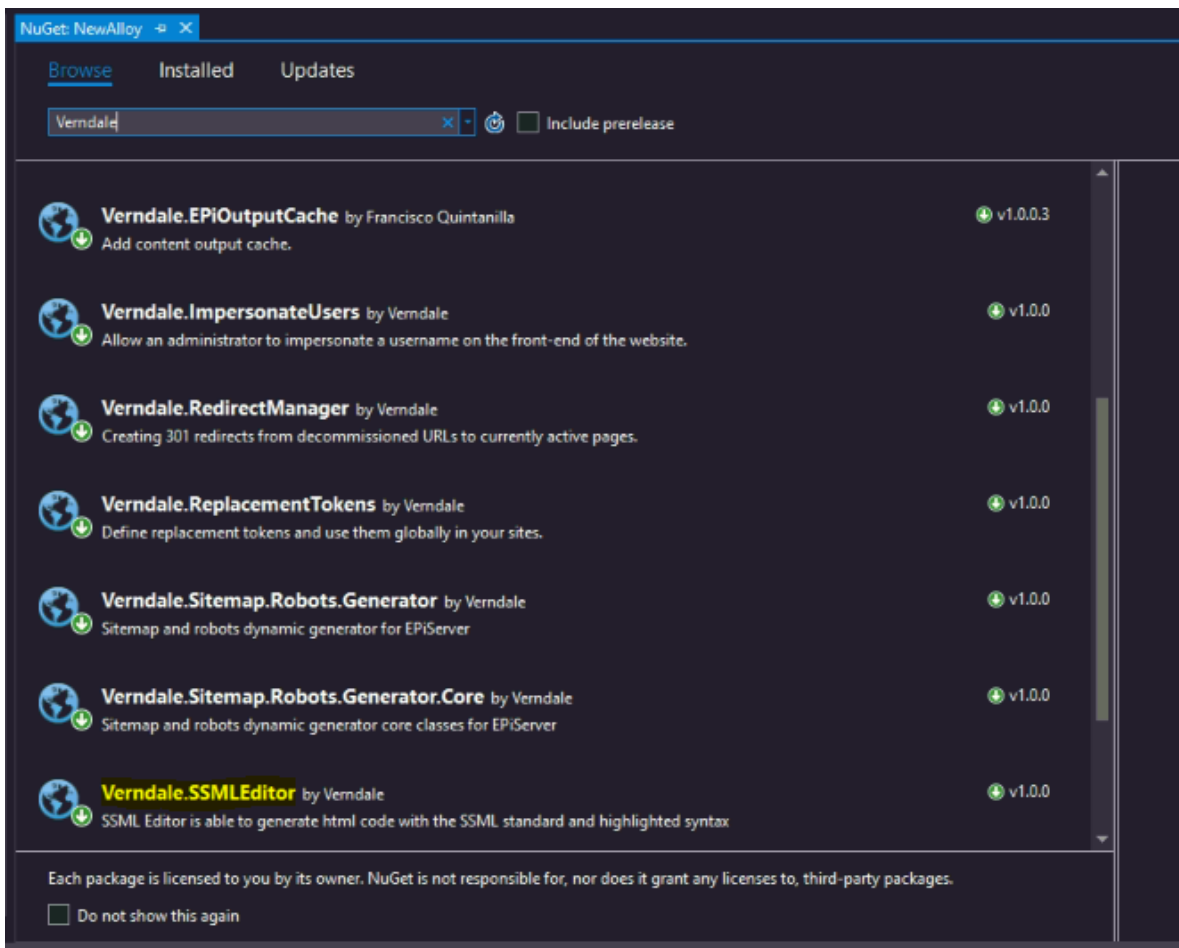 NuGet: NewAlloy
Browse Installed Updates
Verndale
Include prerelease
Verndale.EPiOutputCache by Francisco Quintanilla v1.0.0.3
Add content output cache.
Verndale.ImpersonateUsers by Verndale v1.0.0
Allow an administrator to impersonate a username on the front-end of the website.
Verndale.RedirectManager by Verndale v1.0.0
Creating 301 redirects from decommissioned URLs to currently active pages.
Verndale.ReplacementTokens by Verndale v1.0.0
Define replacement tokens and use them globally in your sites.
Verndale.Sitemap.Robots.Generator by Verndale v1.0.0
Sitemap and robots dynamic generator for EPiServer
Verndale.Sitemap.Robots.Generator.Core by Verndale v1.0.0
Sitemap and robots dynamic generator core classes for EPiServer
Verndale.SSMLEditor by Verndale v1.0.0
SSML Editor is able to generate html code with the SSML standard and highlighted syntax
Each package is licensed to you by its owner. NuGet is not responsible for, nor does it grant any licenses to, third-party packages.
Do not show this again